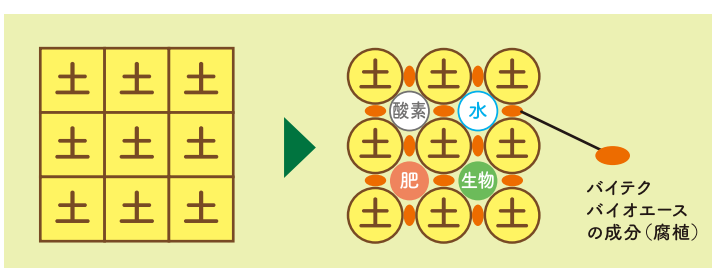 土 土 土
土 土 土
土 土 土
土 土 土
酸素 水
土 土 土
肥 生物
土 土 土
バイテク
バイオエース
の成分（腐植）